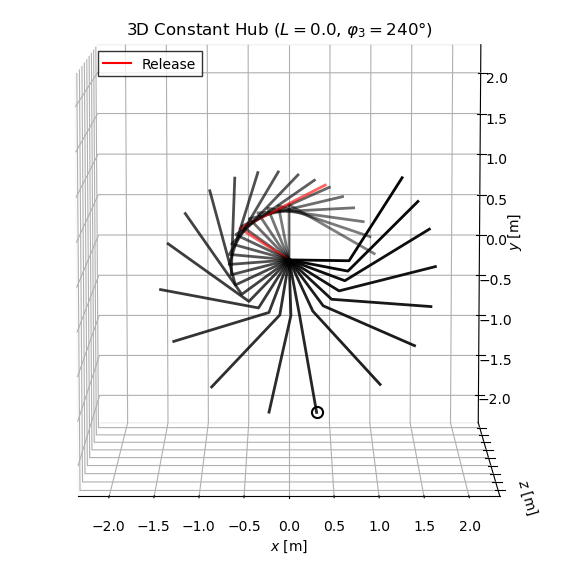 3D Constant Hub (L = 0.0, φ₃ = 240°)
Release
2.0
1.5
1.0
0.5
0.0
y [m]
−0.5
−1.0
−1.5
−2.0
z [m]
−2.0 −1.5 −1.0 −0.5 0.0 0.5 1.0 1.5 2.0
x [m]